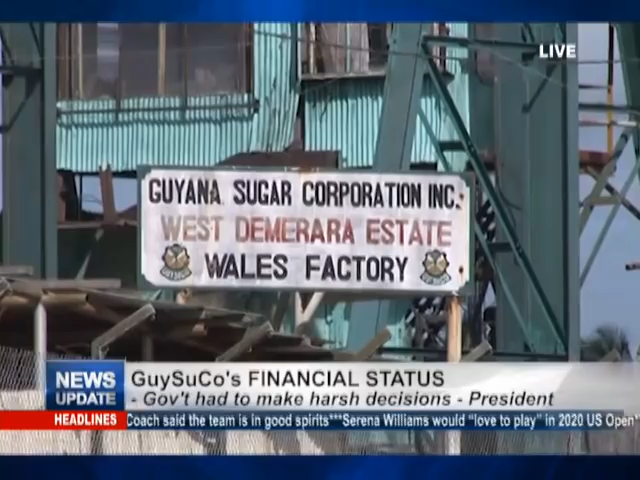 LIVE
GUYANA SUGAR CORPORATION INC.
WEST DEMERARA ESTATE
WALES FACTORY
NEWS
UPDATE
GuySuCo's FINANCIAL STATUS
- Gov't had to make harsh decisions - President
HEADLINES
Coach said the team is in good spirits***Serena Williams would "love to play" in 2020 US Open'